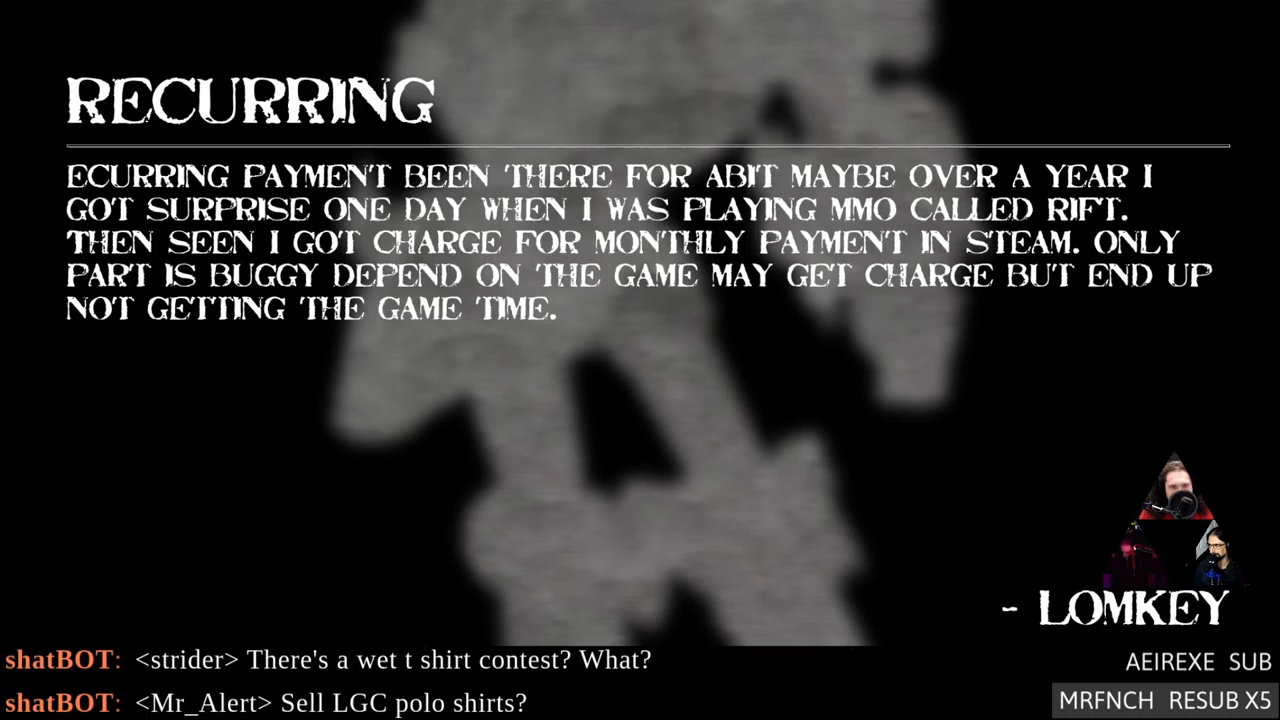 RECURRING
ECURRING PAYMENT BEEN THERE FOR ABIT MAYBE OVER A YEAR I
GOT SURPRISE ONE DAY WHEN I WAS PLAYING MMO CALLED RIFT.
THEN SEEN I GOT CHARGE FOR MONTHLY PAYMENT IN STEAM. ONLY
PART IS BUGGY DEPEND ON THE GAME MAY GET CHARGE BUT END UP
NOT GETTING THE GAME TIME.
- LOMKEY
shatBOT: <strider> There's a wet t shirt contest? What?
AEIREXE SUB
shatBOT: <Mr_Alert> Sell LGC polo shirts?
MRFNCH RESUB X5